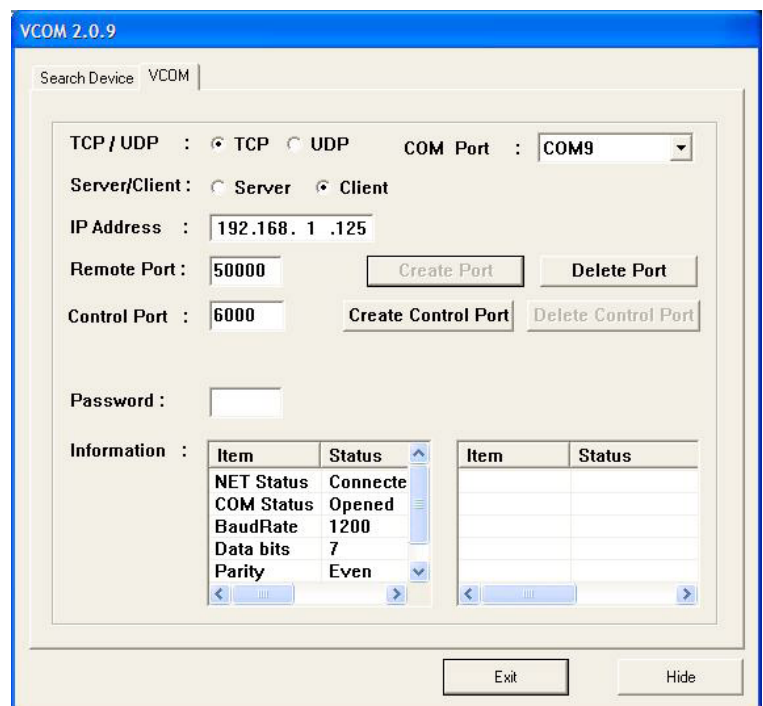 VCOM 2.0.9
Search Device VCOM
TCP / UDP : TCP UDP COM Port : COM9
Server/Client : Server Client
IP Address : 192.168. 1 .125
Remote Port : 50000 Create Port Delete Port
Control Port : 6000 Create Control Port Delete Control Port
Password :
Information : Item Status Item Status
NET Status Connecte
COM Status Opened
BaudRate 1200
Data bits 7
Parity Even
Exit Hide